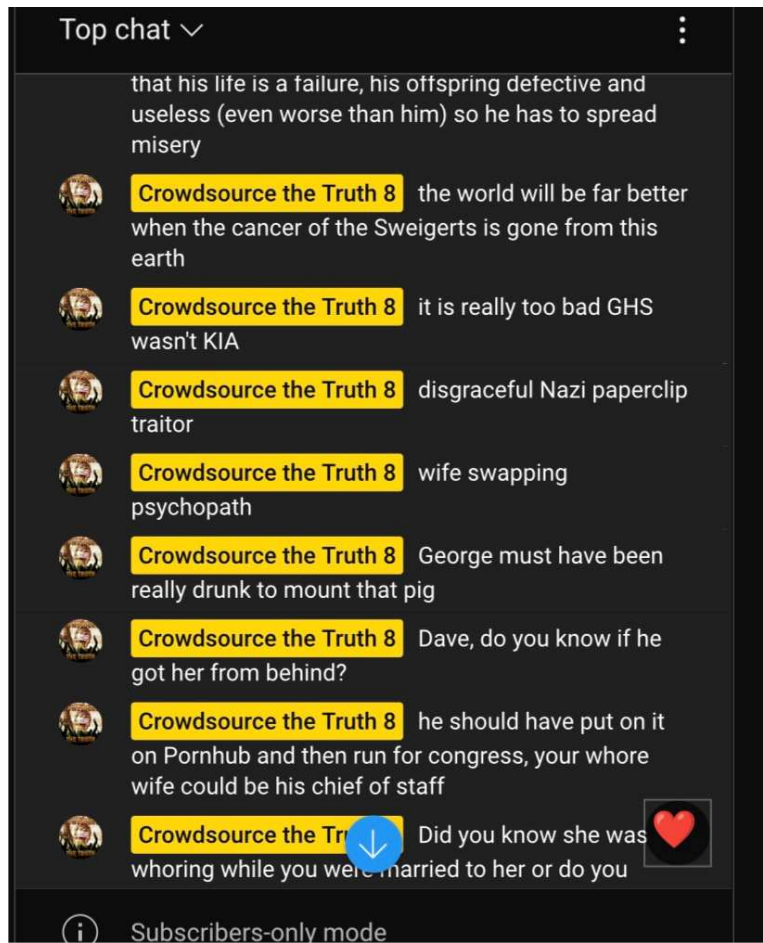 Top chat
that his life is a failure, his offspring defective and
useless (even worse than him) so he has to spread
misery
Crowdsource the Truth 8 the world will be far better
when the cancer of the Sweigerts is gone from this
earth
Crowdsource the Truth 8 it is really too bad GHS
wasn't KIA
Crowdsource the Truth 8 disgraceful Nazi paperclip
traitor
Crowdsource the Truth 8 wife swapping
psychopath
Crowdsource the Truth 8 George must have been
really drunk to mount that pig
Crowdsource the Truth 8 Dave, do you know if he
got her from behind?
Crowdsource the Truth 8 he should have put on it
on Pornhub and then run for congress, your whore
wife could be his chief of staff
Crowdsource the Tr Did you know she was
whoring while you were married to her or do you
Subscribers-only mode